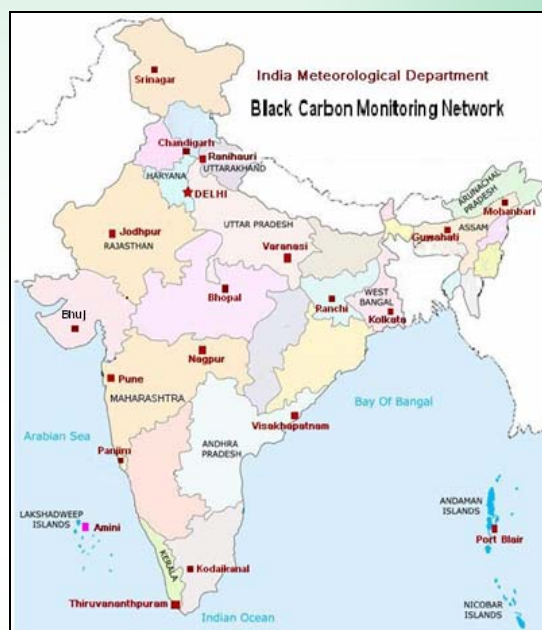 India Meteorological Department
Black Carbon Monitoring Network
Srinagar
Chandigarh
Ranihauri
UTTARAKHAND
HARYANA
DELHI
ARUNACHAL
PRADESH
Mohanbari
ASSAM
Guwahati
Jodhpur
RAJASTHAN
UTTAR PRADESH
Varanasi
Bhopal
Ranchi
WEST
BANGAL
Kolkata
Bhuj
Nagpur
Pune
MAHARASHTRA
Bay Of Bangal
Visakhapatnam
Arabian Sea
Panjim
ANDHRA
PRADESH
LAKSHADWEEP
ISLANDS
Amini
ANDAMAN
ISLANDS
Port Blair
KERALA
Kodaikanal
Thiruvananthpuram
Indian Ocean
NICOBAR
ISLANDS